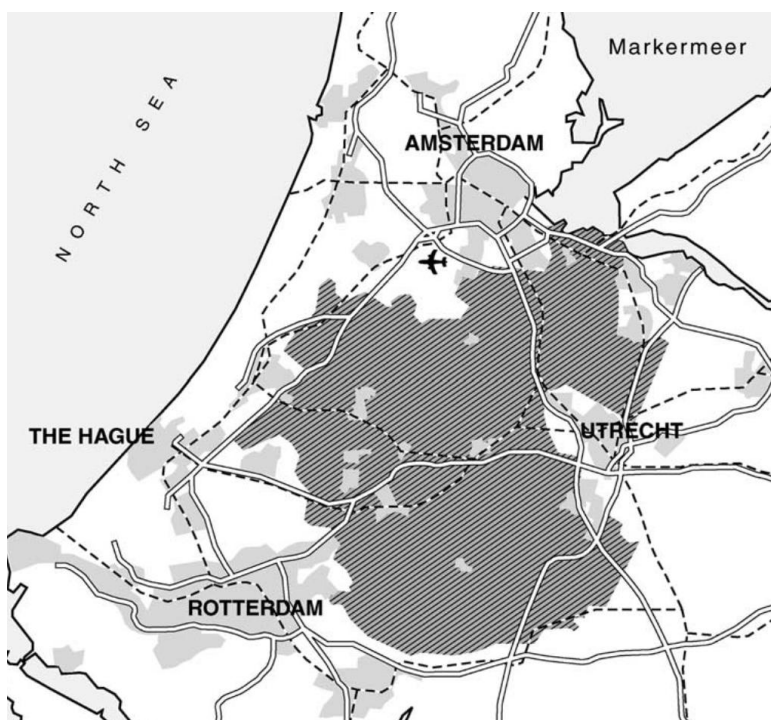 Markermeer
NORTH SEA
AMSTERDAM
THE HAGUE
UTRECHT
ROTTERDAM